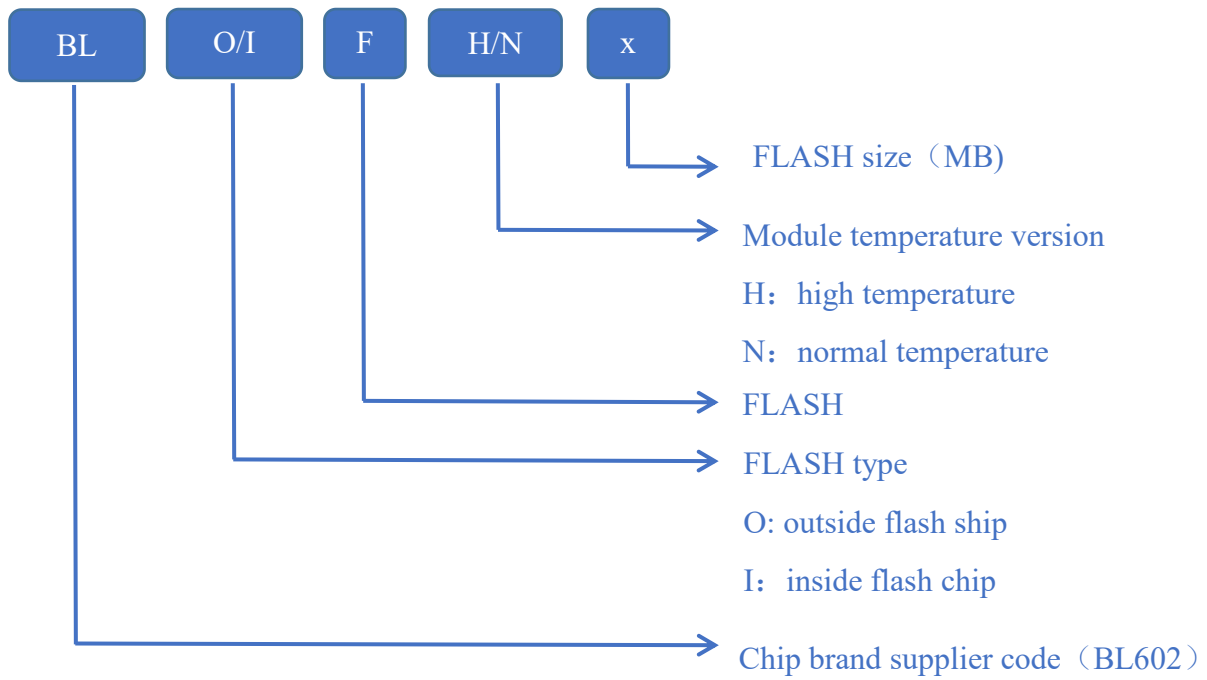 BL O/I F H/N x
FLASH size（MB)
Module temperature version
H：high temperature
N：normal temperature
FLASH
FLASH type
O: outside flash ship
I：inside flash chip
Chip brand supplier code（BL602）